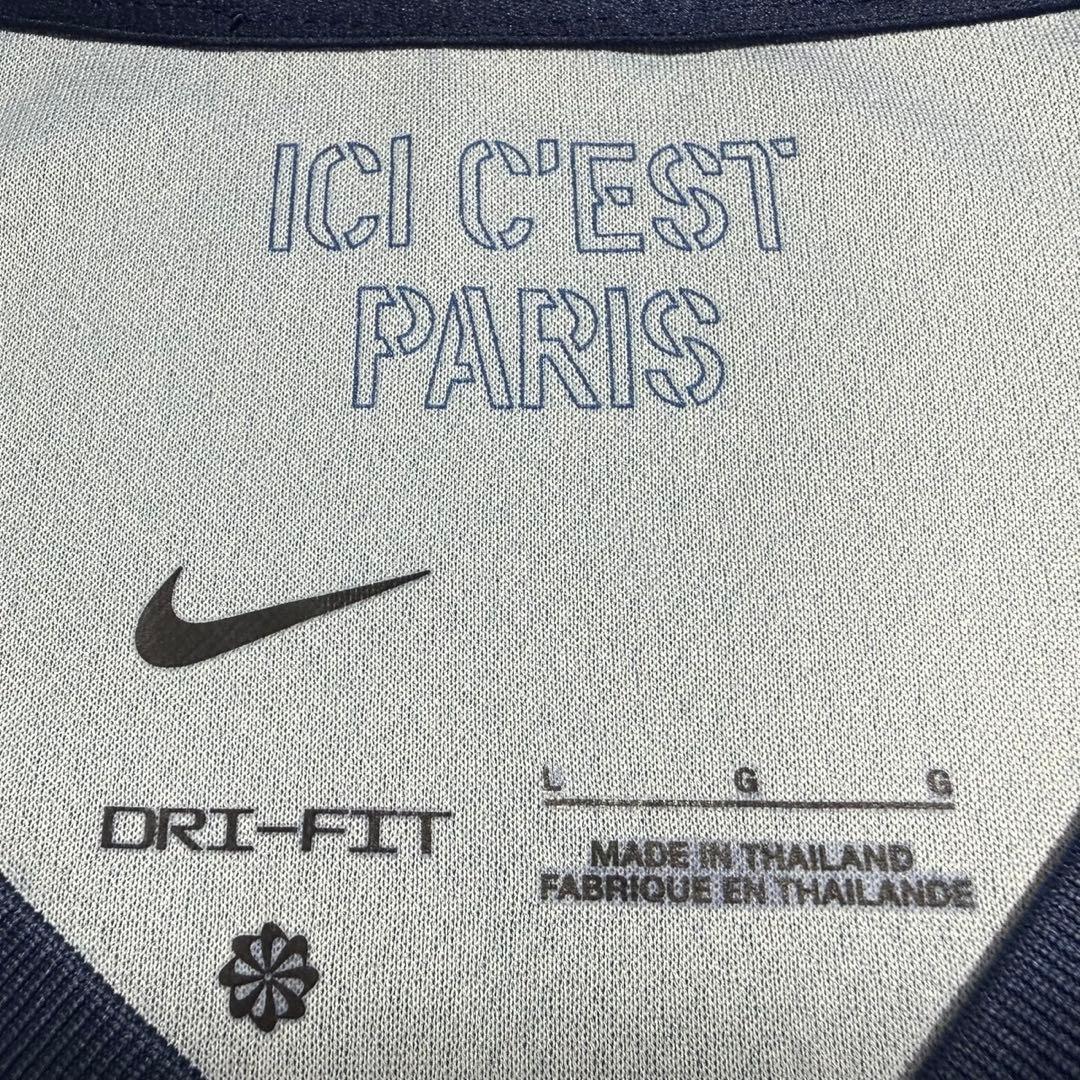 ICI C'EST
PARIS
DRI-FIT
L G G
MADE IN THAILAND
FABRIQUE EN THAILANDE